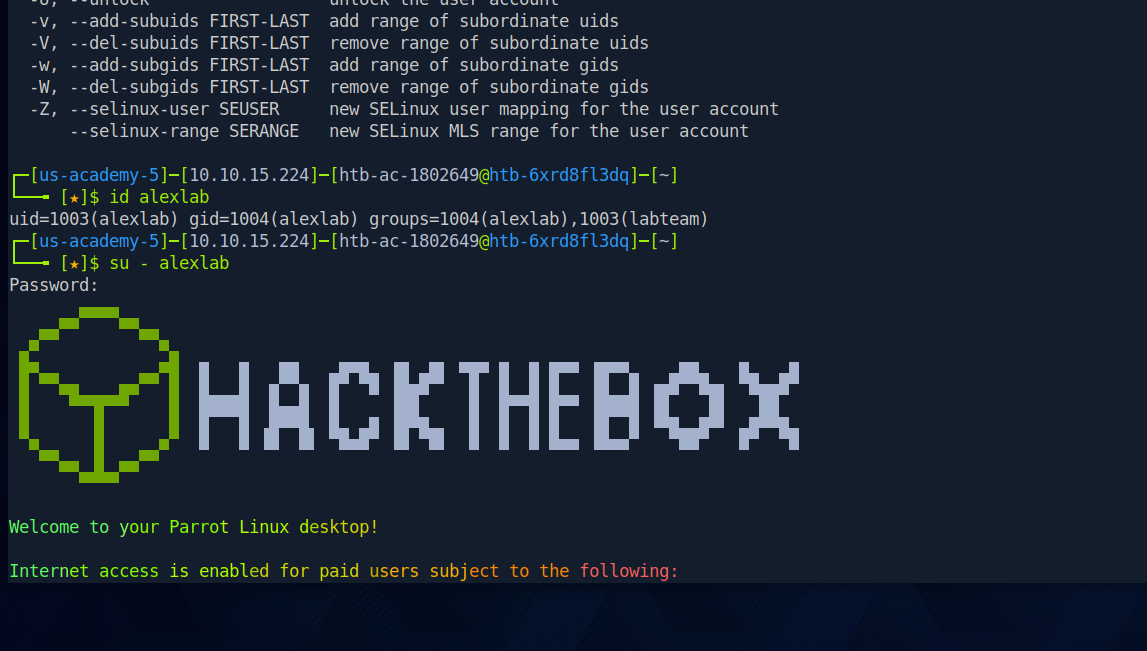 -U, --unlock                  unlock the user account
  -v, --add-subuids FIRST-LAST  add range of subordinate uids
  -V, --del-subuids FIRST-LAST  remove range of subordinate uids
  -w, --add-subgids FIRST-LAST  add range of subordinate gids
  -W, --del-subgids FIRST-LAST  remove range of subordinate gids
  -Z, --selinux-user SEUSER     new SELinux user mapping for the user account
      --selinux-range SERANGE   new SELinux MLS range for the user account
┌─[us-academy-5]─[10.10.15.224]─[htb-ac-1802649@htb-6xrd8fl3dq]─[~]
└──╼ [★]$ id alexlab
uid=1003(alexlab) gid=1004(alexlab) groups=1004(alexlab),1003(labteam)
┌─[us-academy-5]─[10.10.15.224]─[htb-ac-1802649@htb-6xrd8fl3dq]─[~]
└──╼ [★]$ su - alexlab
Password:
HACKTHEBOX
Welcome to your Parrot Linux desktop!
Internet access is enabled for paid users subject to the following: